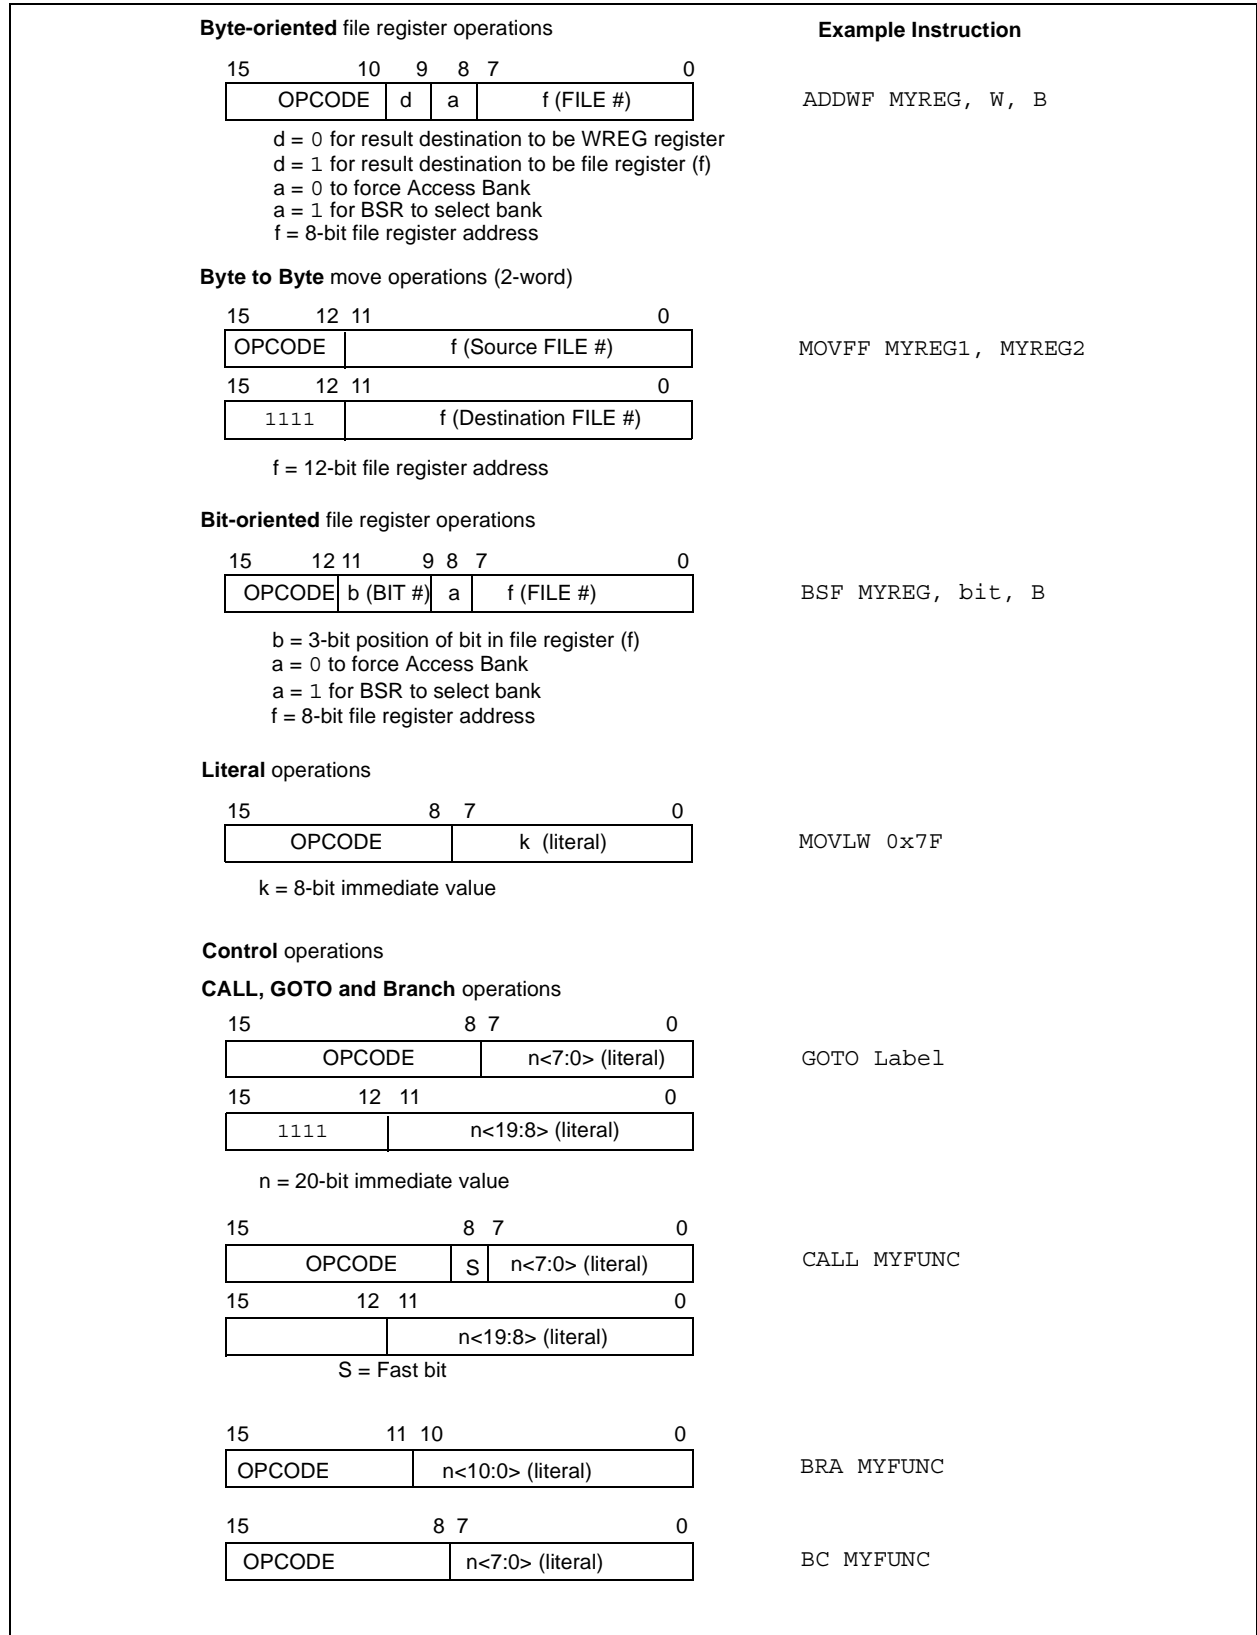 Byte-oriented file register operations
Example Instruction
15 10 9 8 7 0
OPCODE d a f (FILE #)
ADDWF MYREG, W, B
d = 0 for result destination to be WREG register
d = 1 for result destination to be file register (f)
a = 0 to force Access Bank
a = 1 for BSR to select bank
f = 8-bit file register address
Byte to Byte move operations (2-word)
15 12 11 0
OPCODE f (Source FILE #)
MOVFF MYREG1, MYREG2
15 12 11 0
1111 f (Destination FILE #)
f = 12-bit file register address
Bit-oriented file register operations
15 12 11 9 8 7 0
OPCODE b (BIT #) a f (FILE #)
BSF MYREG, bit, B
b = 3-bit position of bit in file register (f)
a = 0 to force Access Bank
a = 1 for BSR to select bank
f = 8-bit file register address
Literal operations
15 8 7 0
OPCODE k (literal)
MOVLW 0x7F
k = 8-bit immediate value
Control operations
CALL, GOTO and Branch operations
15 8 7 0
OPCODE n<7:0> (literal)
GOTO Label
15 12 11 0
1111 n<19:8> (literal)
n = 20-bit immediate value
15 8 7 0
OPCODE S n<7:0> (literal)
CALL MYFUNC
15 12 11 0
n<19:8> (literal)
S = Fast bit
15 11 10 0
OPCODE n<10:0> (literal)
BRA MYFUNC
15 8 7 0
OPCODE n<7:0> (literal)
BC MYFUNC